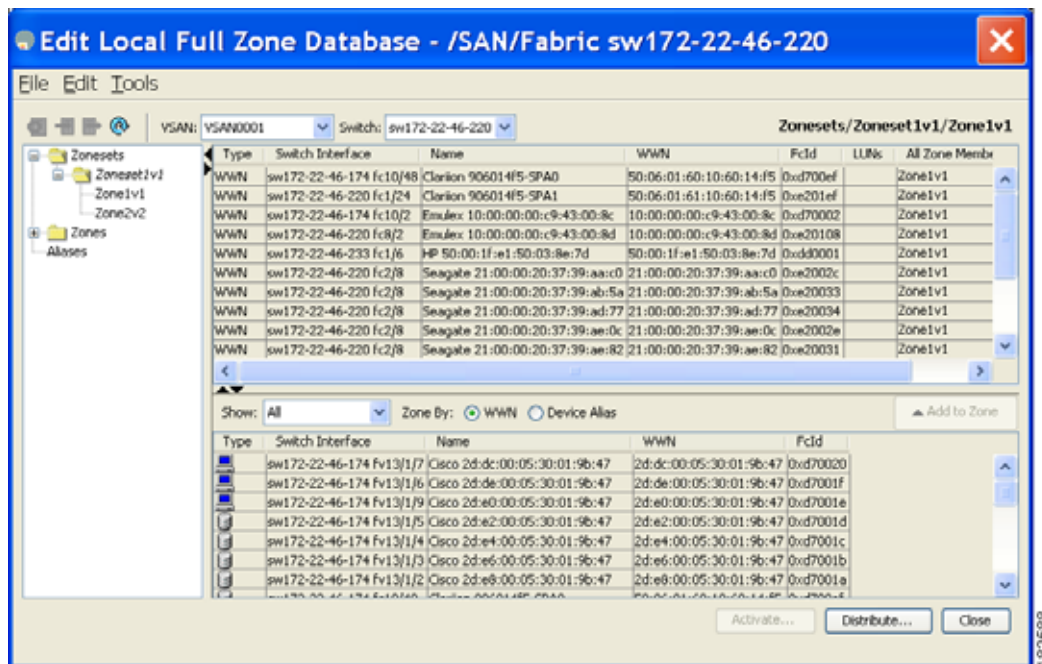 Edit Local Full Zone Database - /SAN/Fabric sw172-22-46-220
File Edit Tools
VSAN: VSAN0001 Switch: sw172-22-46-220 Zonesets/Zoneset1v1/Zone1v1
Zonesets
Zoneset1v1
Zone1v1
Zone2v2
Zones
Aliases
Type Switch Interface Name WWN FcId LUNs All Zone Membe
WWN sw172-22-46-174 fc10/48 Clariion 906014f5-SPA0 50:06:01:60:10:60:14:f5 0xd700ef Zone1v1
WWN sw172-22-46-220 fc1/24 Clariion 906014f5-SPA1 50:06:01:61:10:60:14:f5 0xe201ef Zone1v1
WWN sw172-22-46-174 fc10/2 Emulex 10:00:00:00:c9:43:00:8c 10:00:00:00:c9:43:00:8c 0xd70002 Zone1v1
WWN sw172-22-46-220 fc8/2 Emulex 10:00:00:00:c9:43:00:8d 10:00:00:00:c9:43:00:8d 0xe20108 Zone1v1
WWN sw172-22-46-233 fc1/6 HP 50:00:1f:e1:50:03:8e:7d 50:00:1f:e1:50:03:8e:7d 0xdd0001 Zone1v1
WWN sw172-22-46-220 fc2/8 Seagate 21:00:00:20:37:39:aa:c0 21:00:00:20:37:39:aa:c0 0xe2002c Zone1v1
WWN sw172-22-46-220 fc2/8 Seagate 21:00:00:20:37:39:ab:5a 21:00:00:20:37:39:ab:5a 0xe20033 Zone1v1
WWN sw172-22-46-220 fc2/8 Seagate 21:00:00:20:37:39:ad:77 21:00:00:20:37:39:ad:77 0xe20034 Zone1v1
WWN sw172-22-46-220 fc2/8 Seagate 21:00:00:20:37:39:ae:0c 21:00:00:20:37:39:ae:0c 0xe2002e Zone1v1
WWN sw172-22-46-220 fc2/8 Seagate 21:00:00:20:37:39:ae:82 21:00:00:20:37:39:ae:82 0xe20031 Zone1v1
Show: All Zone By: WWN Device Alias Add to Zone
Type Switch Interface Name WWN FcId
sw172-22-46-174 fv13/1/7 Cisco 2d:dc:00:05:30:01:9b:47 2d:dc:00:05:30:01:9b:47 0xd70020
sw172-22-46-174 fv13/1/6 Cisco 2d:de:00:05:30:01:9b:47 2d:de:00:05:30:01:9b:47 0xd7001f
sw172-22-46-174 fv13/1/9 Cisco 2d:e0:00:05:30:01:9b:47 2d:e0:00:05:30:01:9b:47 0xd7001e
sw172-22-46-174 fv13/1/5 Cisco 2d:e2:00:05:30:01:9b:47 2d:e2:00:05:30:01:9b:47 0xd7001d
sw172-22-46-174 fv13/1/4 Cisco 2d:e4:00:05:30:01:9b:47 2d:e4:00:05:30:01:9b:47 0xd7001c
sw172-22-46-174 fv13/1/3 Cisco 2d:e6:00:05:30:01:9b:47 2d:e6:00:05:30:01:9b:47 0xd7001b
sw172-22-46-174 fv13/1/2 Cisco 2d:e8:00:05:30:01:9b:47 2d:e8:00:05:30:01:9b:47 0xd7001a
Activate... Distribute... Close